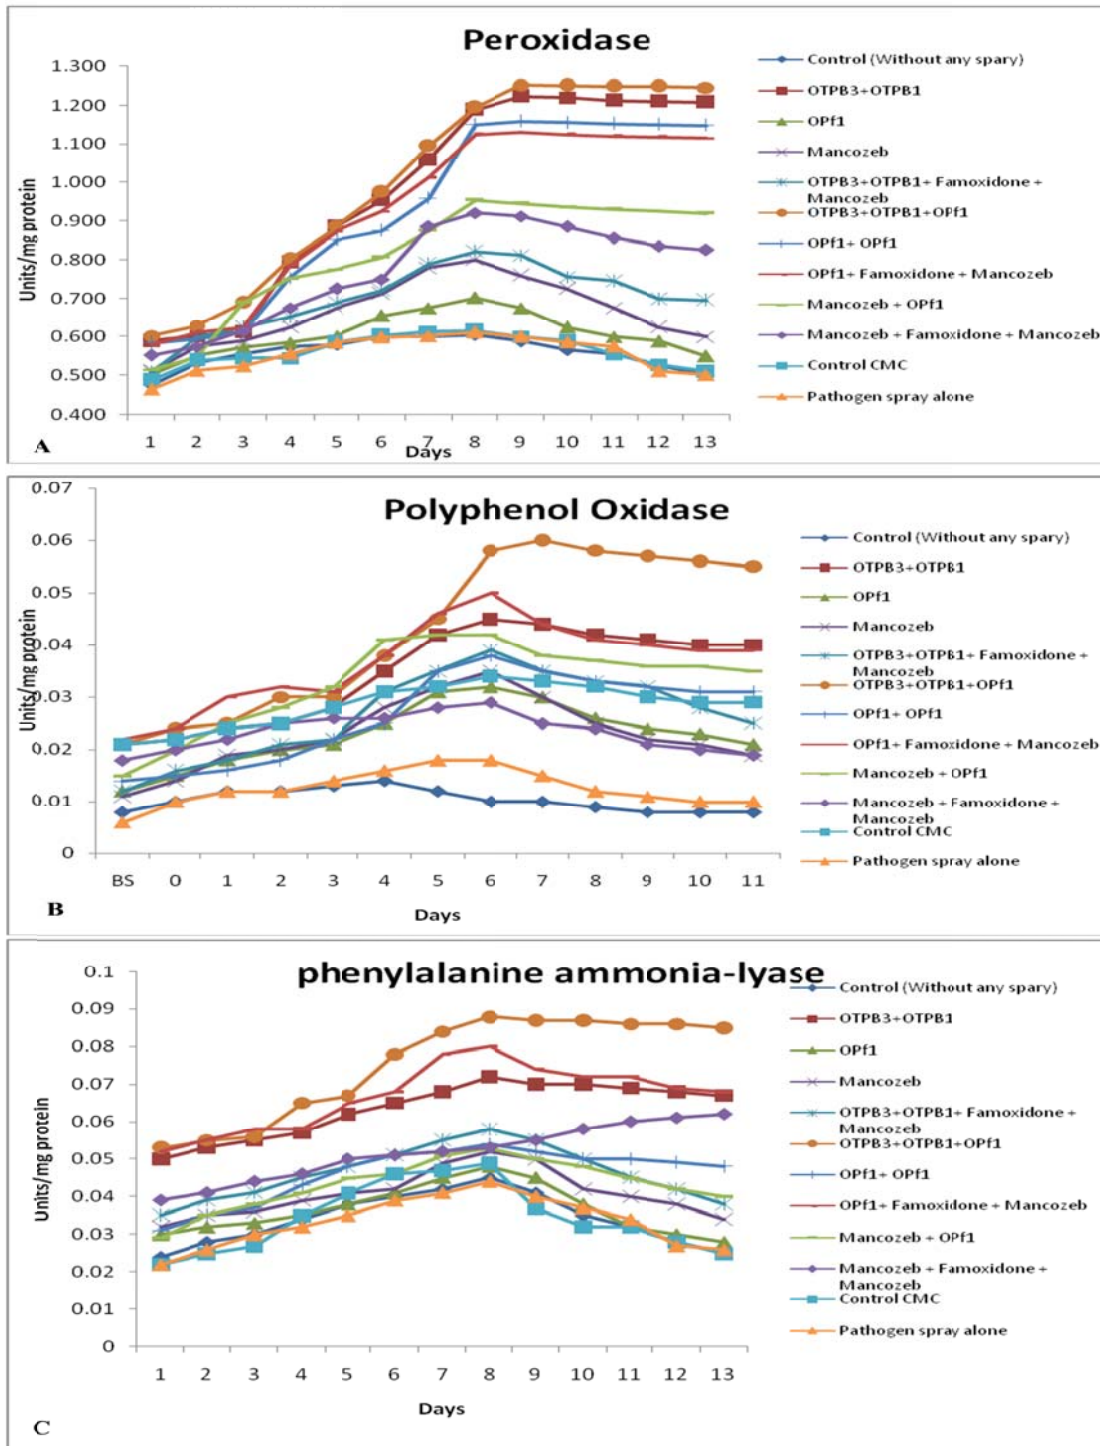 Peroxidase
1.300
1.200
1.100
1.000
0.900
0.800
0.700
0.600
0.500
0.400
Units/mg protein
1 2 3 4 5 6 7 8 9 10 11 12 13
Days
A
Control (Without any spary)
OTPB3+OTPB1
OPf1
Mancozeb
OTPB3+OTPB1+ Famoxidone +
Mancozeb
OTPB3+OTPB1+OPf1
OPf1+ OPf1
OPf1+ Famoxidone + Mancozeb
Mancozeb + OPf1
Mancozeb + Famoxidone + Mancozeb
Control CMC
Pathogen spray alone
Polyphenol Oxidase
0.07
0.06
0.05
0.04
0.03
0.02
0.01
0
Units/mg protein
BS 0 1 2 3 4 5 6 7 8 9 10 11
Days
B
Control (Without any spary)
OTPB3+OTPB1
OPf1
Mancozeb
OTPB3+OTPB1+ Famoxidone +
Mancozeb
OTPB3+OTPB1+OPf1
OPf1+ OPf1
OPf1+ Famoxidone + Mancozeb
Mancozeb + OPf1
Mancozeb + Famoxidone +
Mancozeb
Control CMC
Pathogen spray alone
phenylalanine ammonia-lyase
0.1
0.09
0.08
0.07
0.06
0.05
0.04
0.03
0.02
0.01
0
Units/mg protein
1 2 3 4 5 6 7 8 9 10 11 12 13
Days
C
Control (Without any spary)
OTPB3+OTPB1
OPf1
Mancozeb
OTPB3+OTPB1+ Famoxidone +
Mancozeb
OTPB3+OTPB1+OPf1
OPf1+ OPf1
OPf1+ Famoxidone + Mancozeb
Mancozeb + OPf1
Mancozeb + Famoxidone +
Mancozeb
Control CMC
Pathogen spray alone